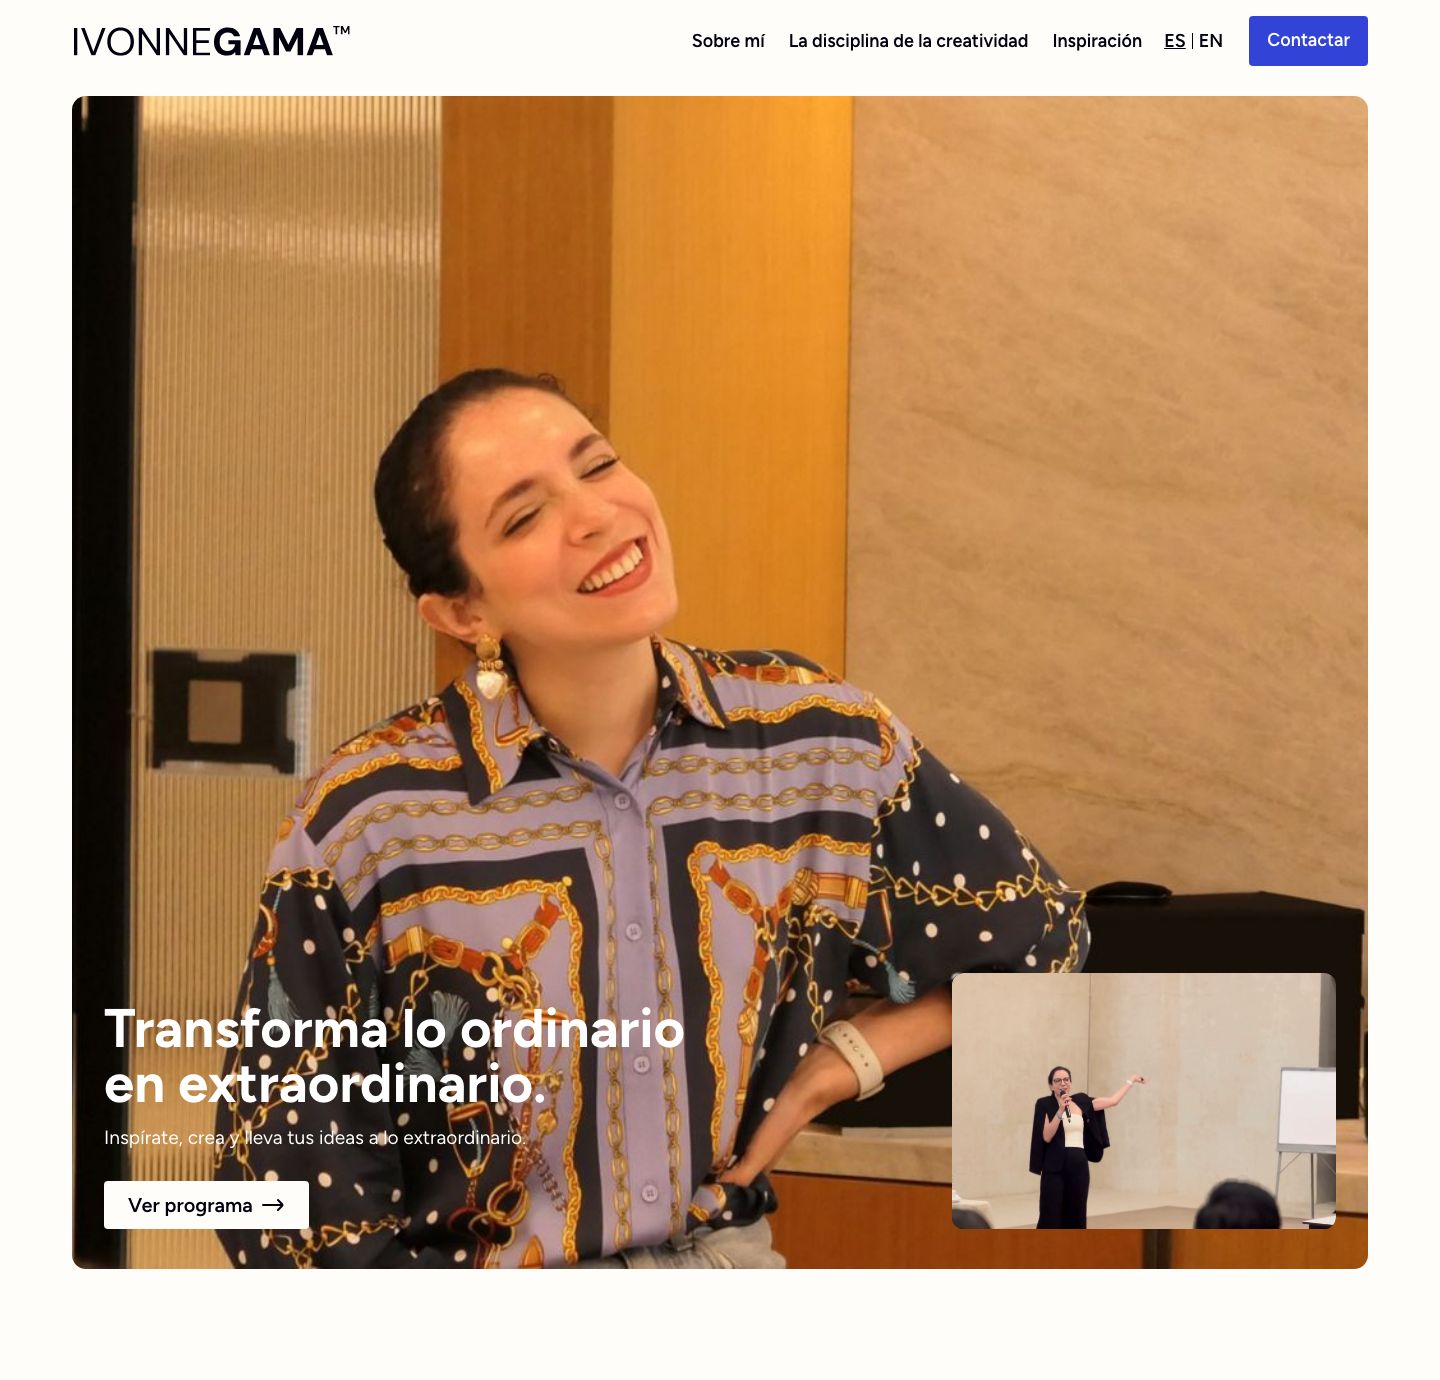 IVONNEGAMA™
Sobre mí
La disciplina de la creatividad
Inspiración
ES | EN
Contactar
Transforma lo ordinario
en extraordinario.
Inspírate, crea y lleva tus ideas a lo extraordinario.
Ver programa →